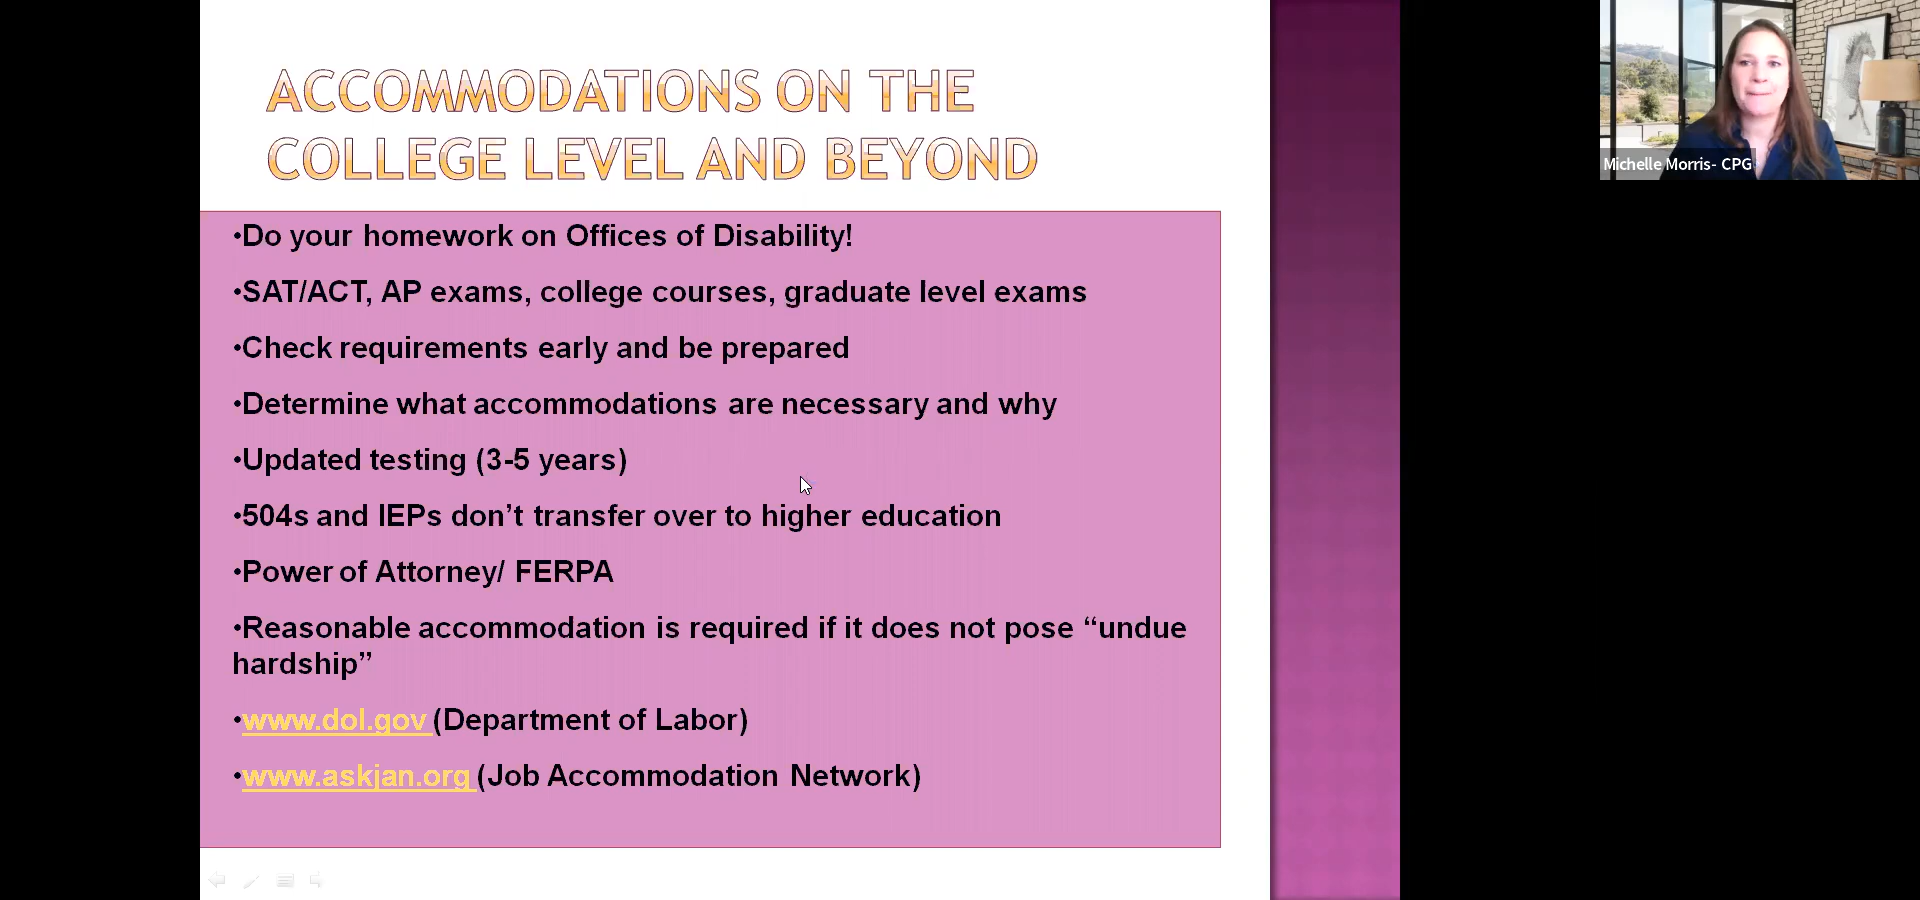 ACCOMMODATIONS ON THE
COLLEGE LEVEL AND BEYOND
•Do your homework on Offices of Disability!
•SAT/ACT, AP exams, college courses, graduate level exams
•Check requirements early and be prepared
•Determine what accommodations are necessary and why
•Updated testing (3-5 years)
•504s and IEPs don’t transfer over to higher education
•Power of Attorney/ FERPA
•Reasonable accommodation is required if it does not pose “undue
hardship”
•www.dol.gov (Department of Labor)
•www.askjan.org (Job Accommodation Network)
Michelle Morris- CPG